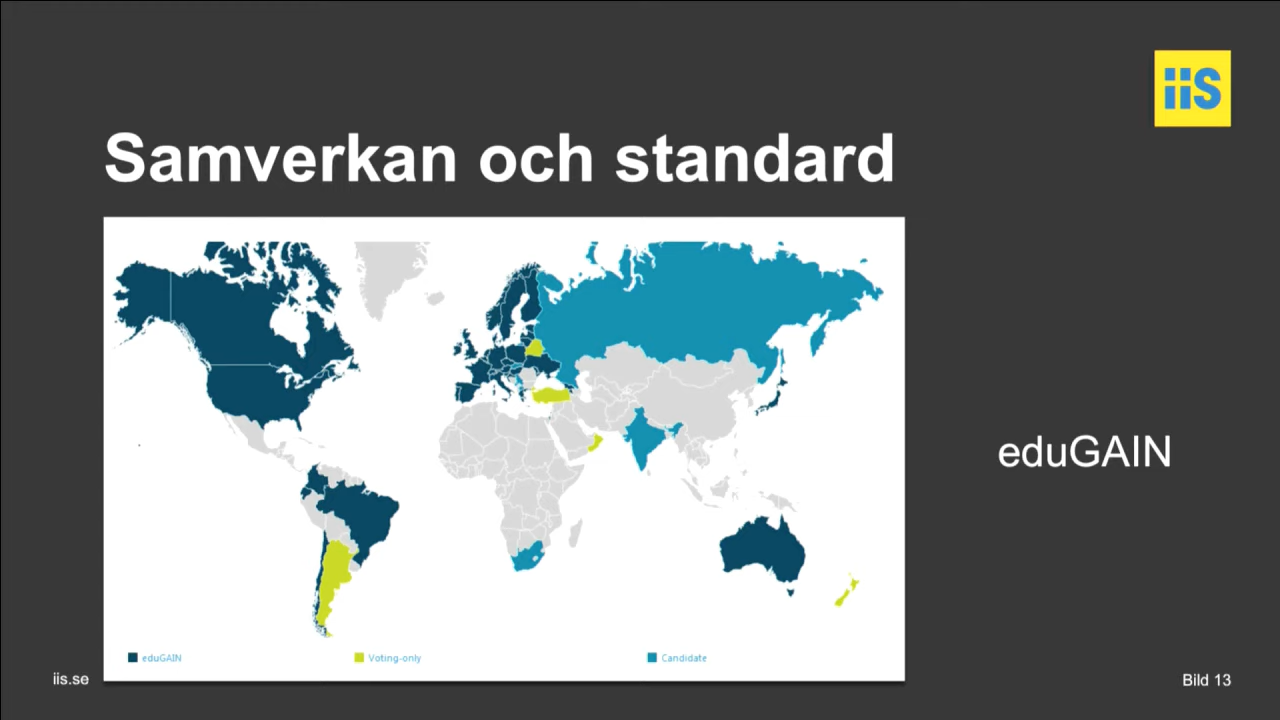 iis
Samverkan och standard
eduGAIN
eduGAIN Voting-only Candidate
iis.se
Bild 13